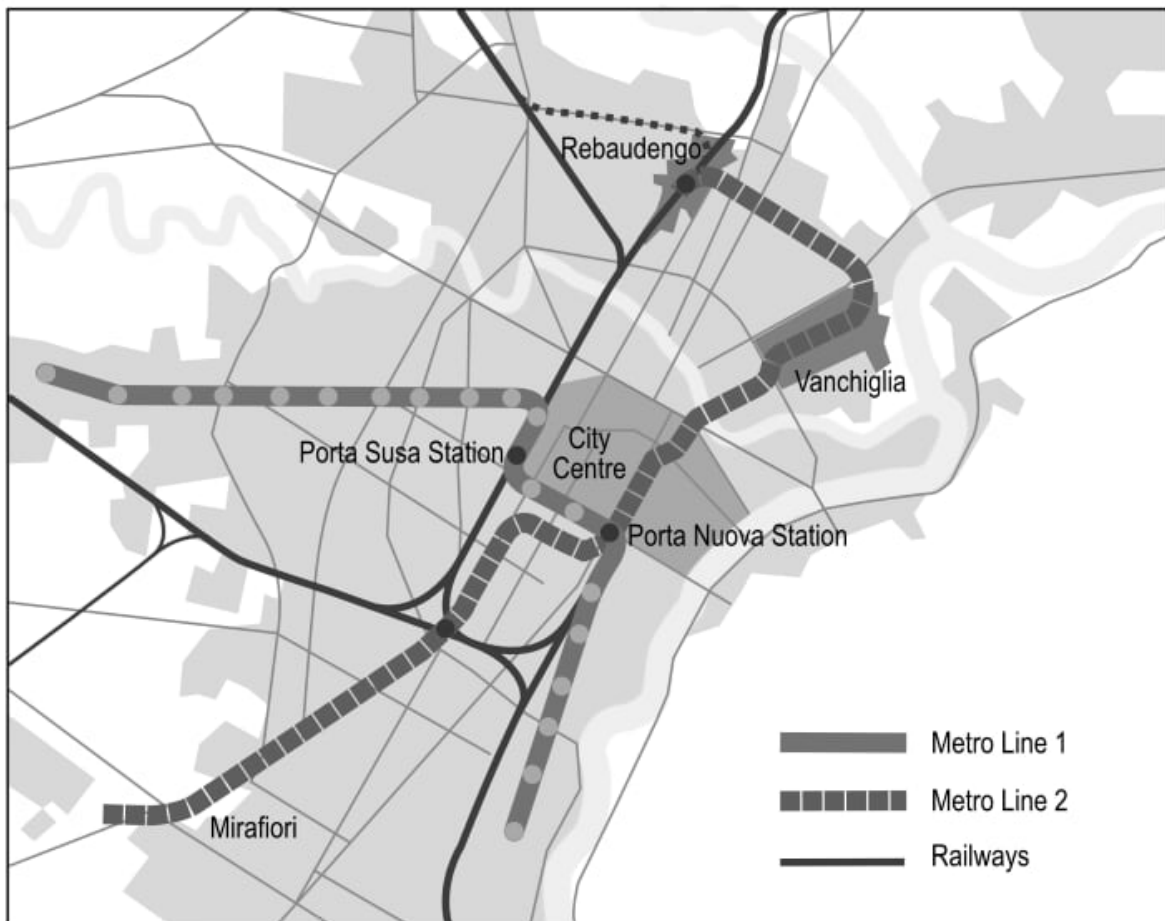 Rebaudengo
Vanchiglia
Porta Susa Station
City
Centre
Porta Nuova Station
Mirafiori
Metro Line 1
Metro Line 2
Railways